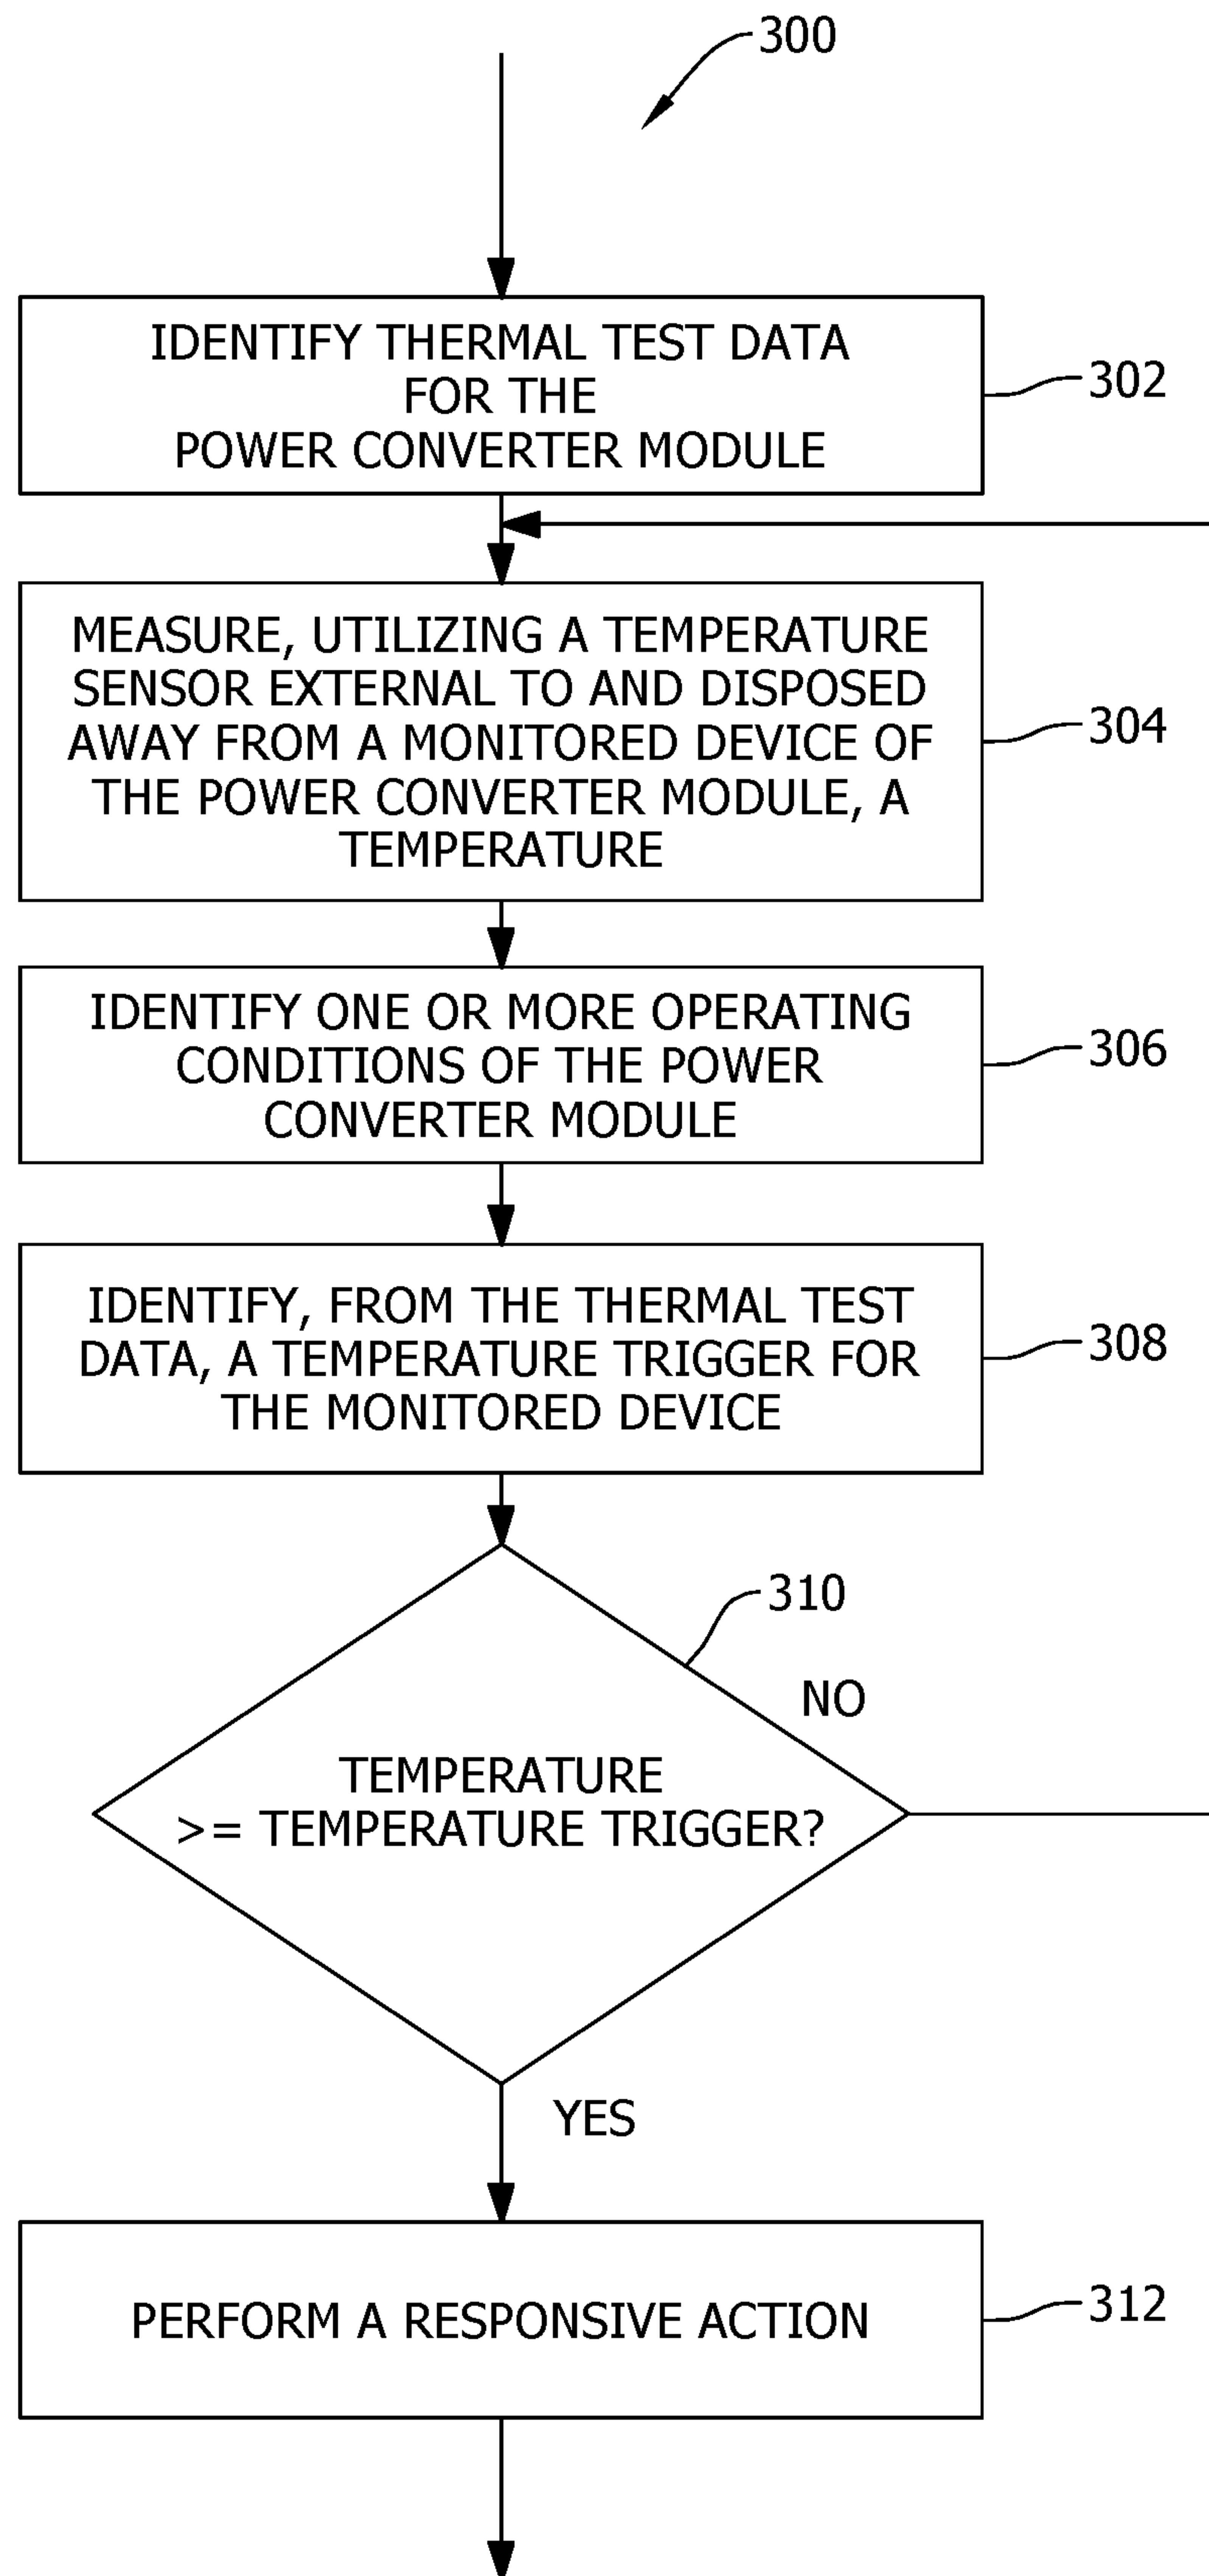 300
IDENTIFY THERMAL TEST DATA
FOR THE
POWER CONVERTER MODULE
302
MEASURE, UTILIZING A TEMPERATURE
SENSOR EXTERNAL TO AND DISPOSED
AWAY FROM A MONITORED DEVICE OF
THE POWER CONVERTER MODULE, A
TEMPERATURE
304
IDENTIFY ONE OR MORE OPERATING
CONDITIONS OF THE POWER
CONVERTER MODULE
306
IDENTIFY, FROM THE THERMAL TEST
DATA, A TEMPERATURE TRIGGER FOR
THE MONITORED DEVICE
308
310
NO
TEMPERATURE
>= TEMPERATURE TRIGGER?
YES
PERFORM A RESPONSIVE ACTION
312